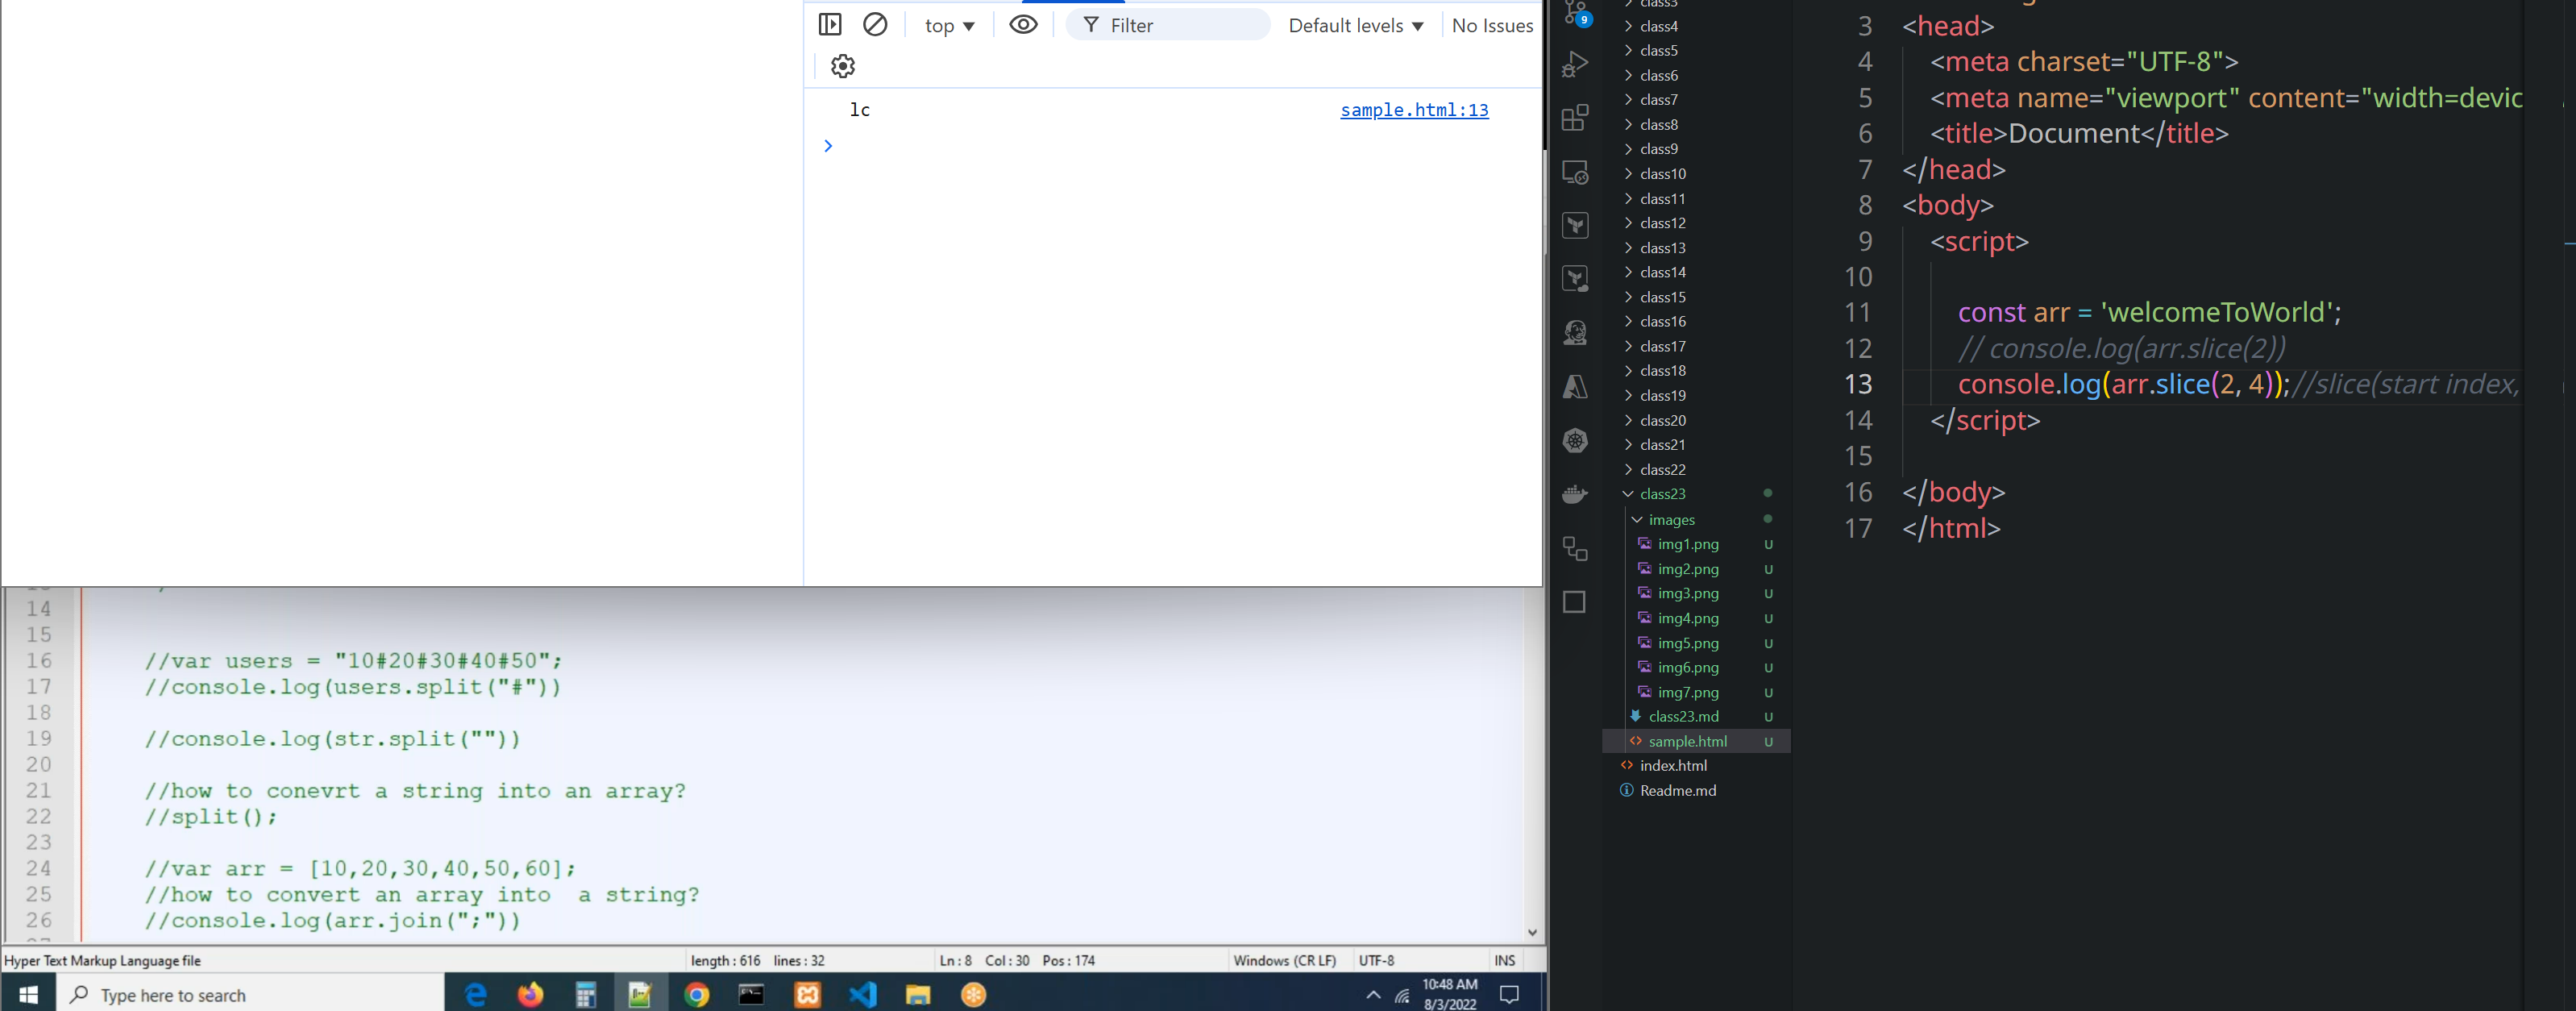 top
Filter
Default levels
No Issues
lc
sample.html:13
14
15
16 //var users = "10#20#30#40#50";
17 //console.log(users.split("#"))
18
19 //console.log(str.split(""))
20
21 //how to conevrt a string into an array?
22 //split();
23
24 //var arr = [10,20,30,40,50,60];
25 //how to convert an array into  a string?
26 //console.log(arr.join(";"))
Hyper Text Markup Language file
length : 616 lines : 32
Ln : 8 Col : 30 Pos : 174
Windows (CR LF)
UTF-8
INS
Type here to search
10:48 AM
8/3/2022
9
class3
class4
class5
class6
class7
class8
class9
class10
class11
class12
class13
class14
class15
class16
class17
class18
class19
class20
class21
class22
class23
images
img1.png U
img2.png U
img3.png U
img4.png U
img5.png U
img6.png U
img7.png U
class23.md U
sample.html U
index.html
Readme.md
3 <head>
4 <meta charset="UTF-8">
5 <meta name="viewport" content="width=devic
6 <title>Document</title>
7 </head>
8 <body>
9 <script>
10
11 const arr = 'welcomeToWorld';
12 // console.log(arr.slice(2))
13 console.log(arr.slice(2, 4));//slice(start index,
14 </script>
15
16 </body>
17 </html>